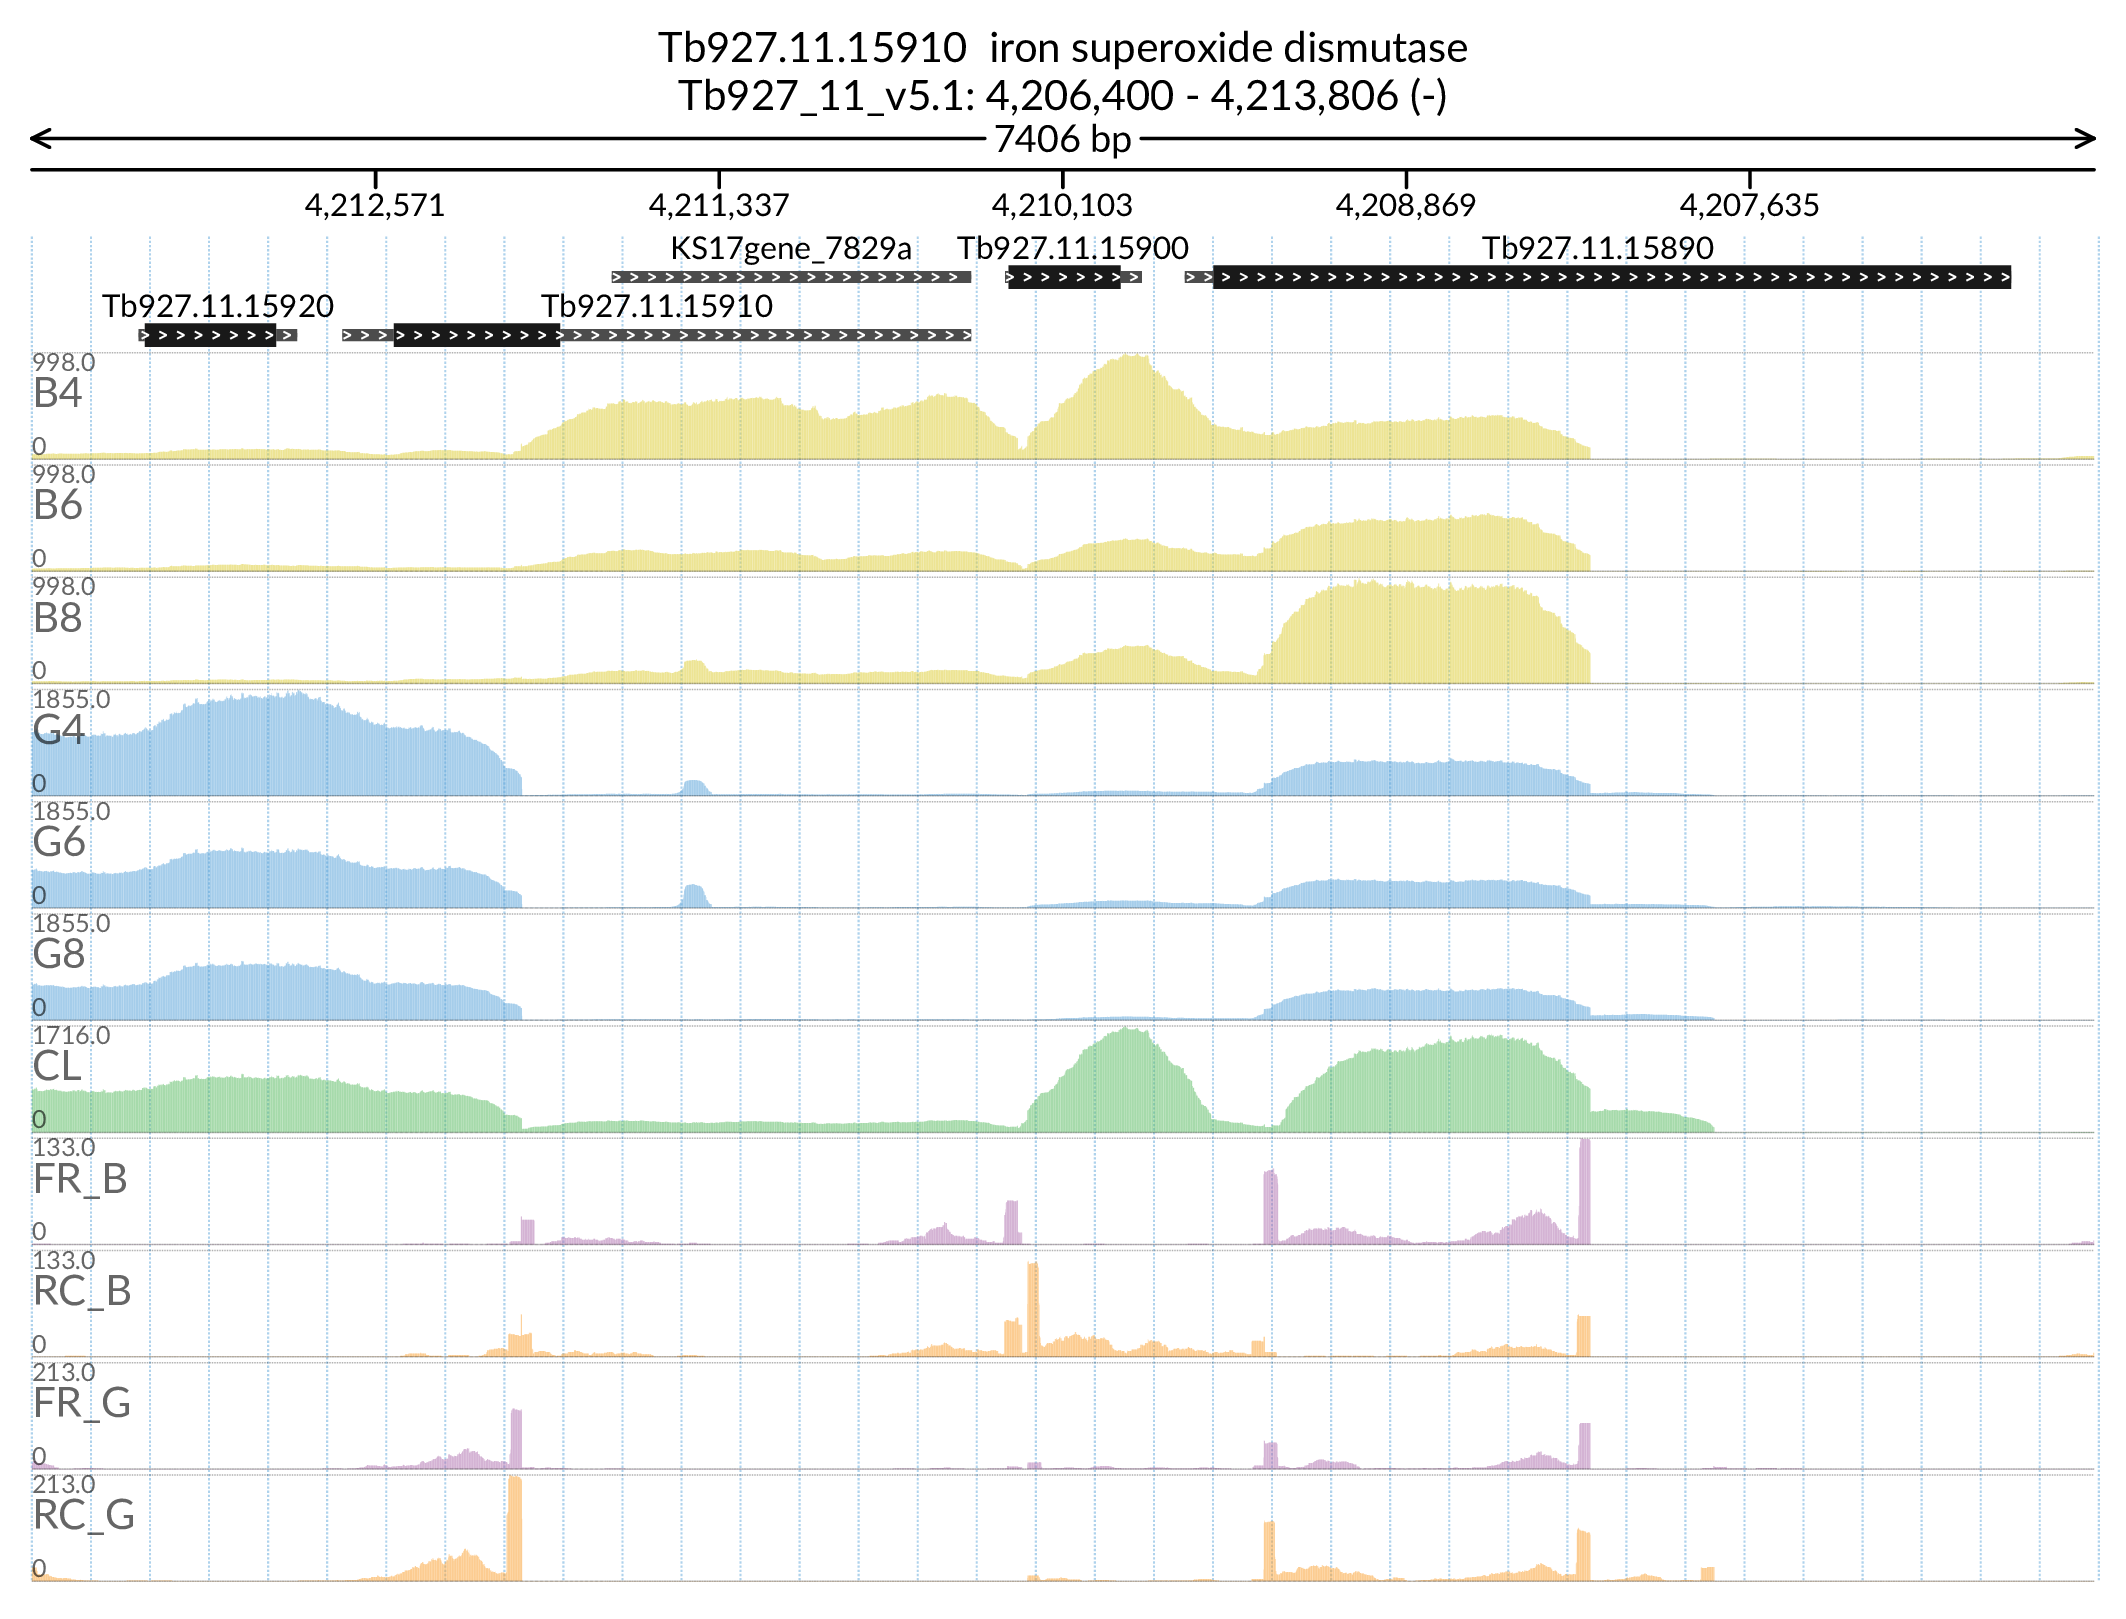 Tb927.11.15910  iron superoxide dismutase
Tb927_11_v5.1: 4,206,400 - 4,213,806 (-)
7406 bp
4,212,571 4,211,337 4,210,103 4,208,869 4,207,635
KS17gene_7829a Tb927.11.15900 Tb927.11.15890
Tb927.11.15920 Tb927.11.15910
998.0
B4
0
998.0
B6
0
998.0
B8
0
1855.0
G4
0
1855.0
G6
0
1855.0
G8
0
1716.0
CL
0
133.0
FR_B
0
133.0
RC_B
0
213.0
FR_G
0
213.0
RC_G
0